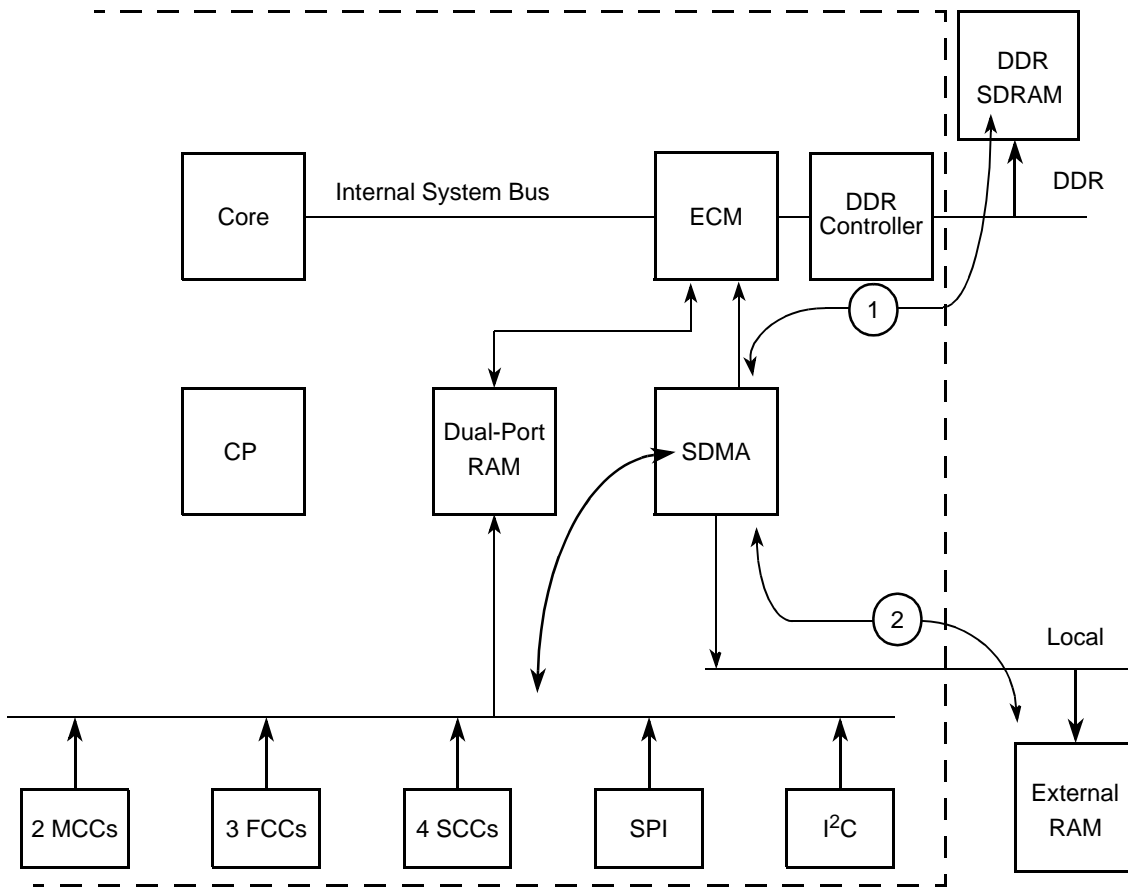 DDR
SDRAM
DDR
Core
Internal System Bus
ECM
DDR
Controller
1
CP
Dual-Port
RAM
SDMA
2
Local
2 MCCs
3 FCCs
4 SCCs
SPI
I²C
External
RAM